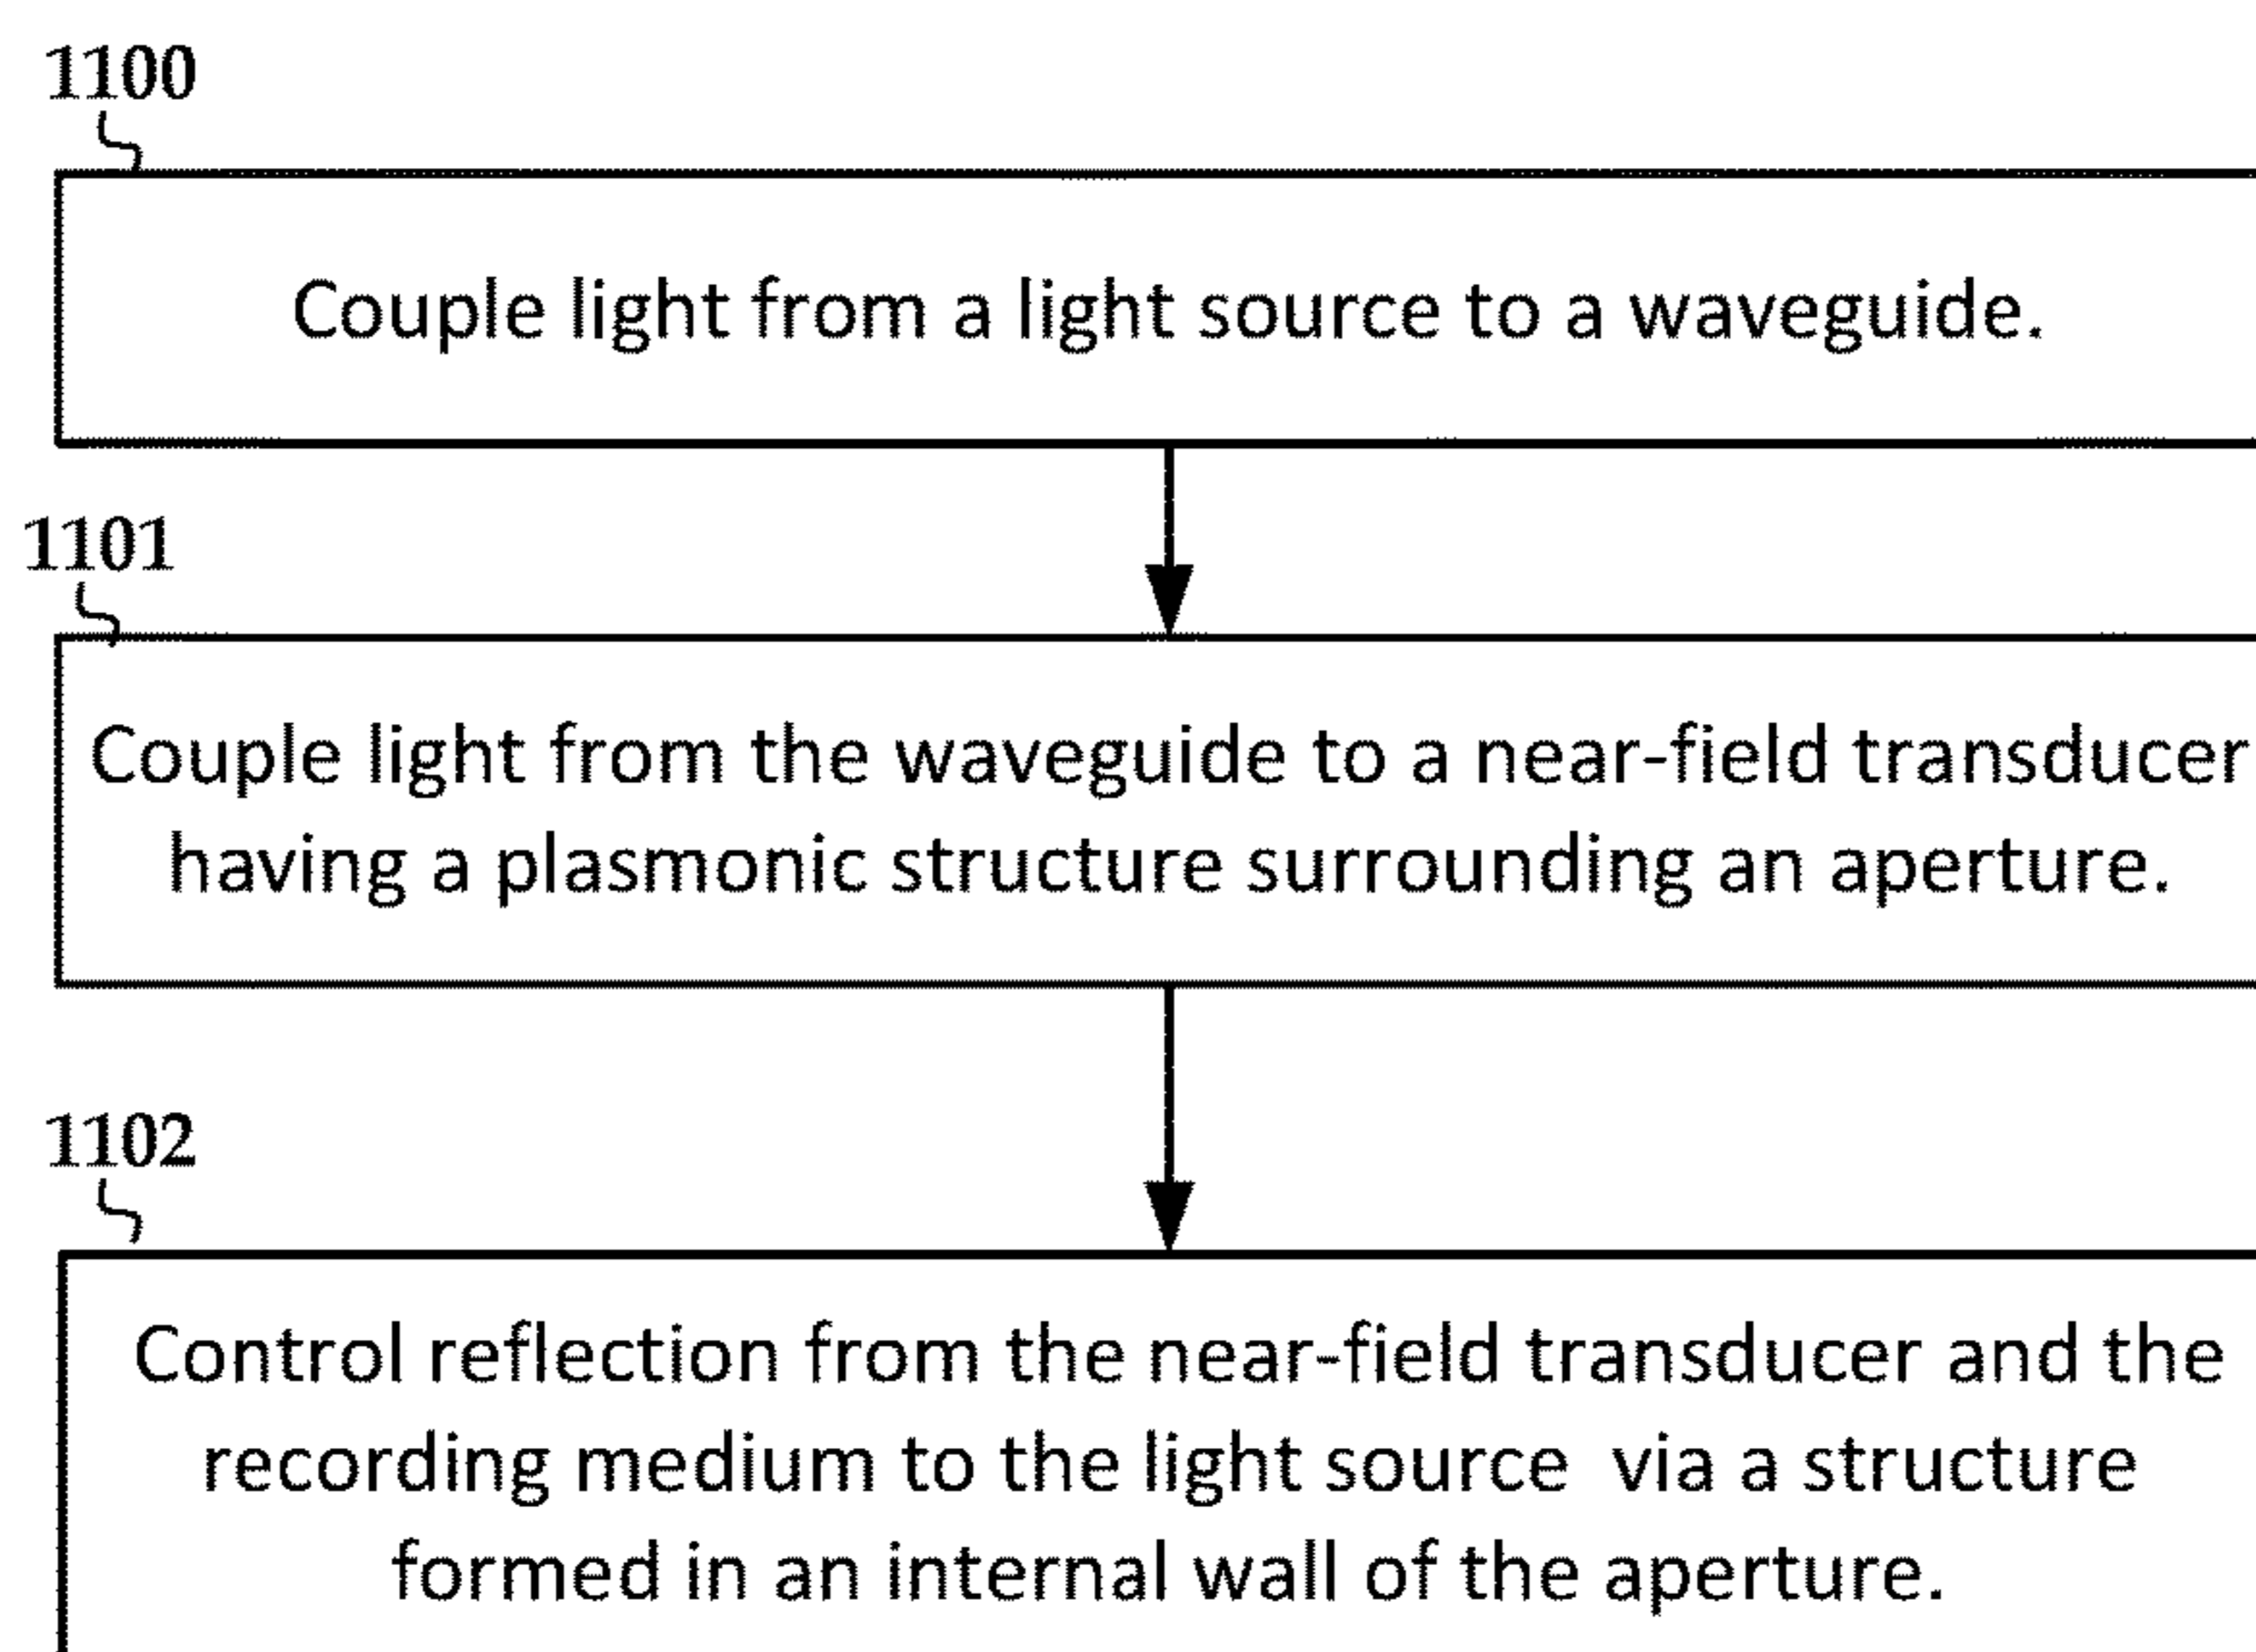 1100
Couple light from a light source to a waveguide.
1101
Couple light from the waveguide to a near-field transducer
having a plasmonic structure surrounding an aperture.
1102
Control reflection from the near-field transducer and the
recording medium to the light source  via a structure
formed in an internal wall of the aperture.